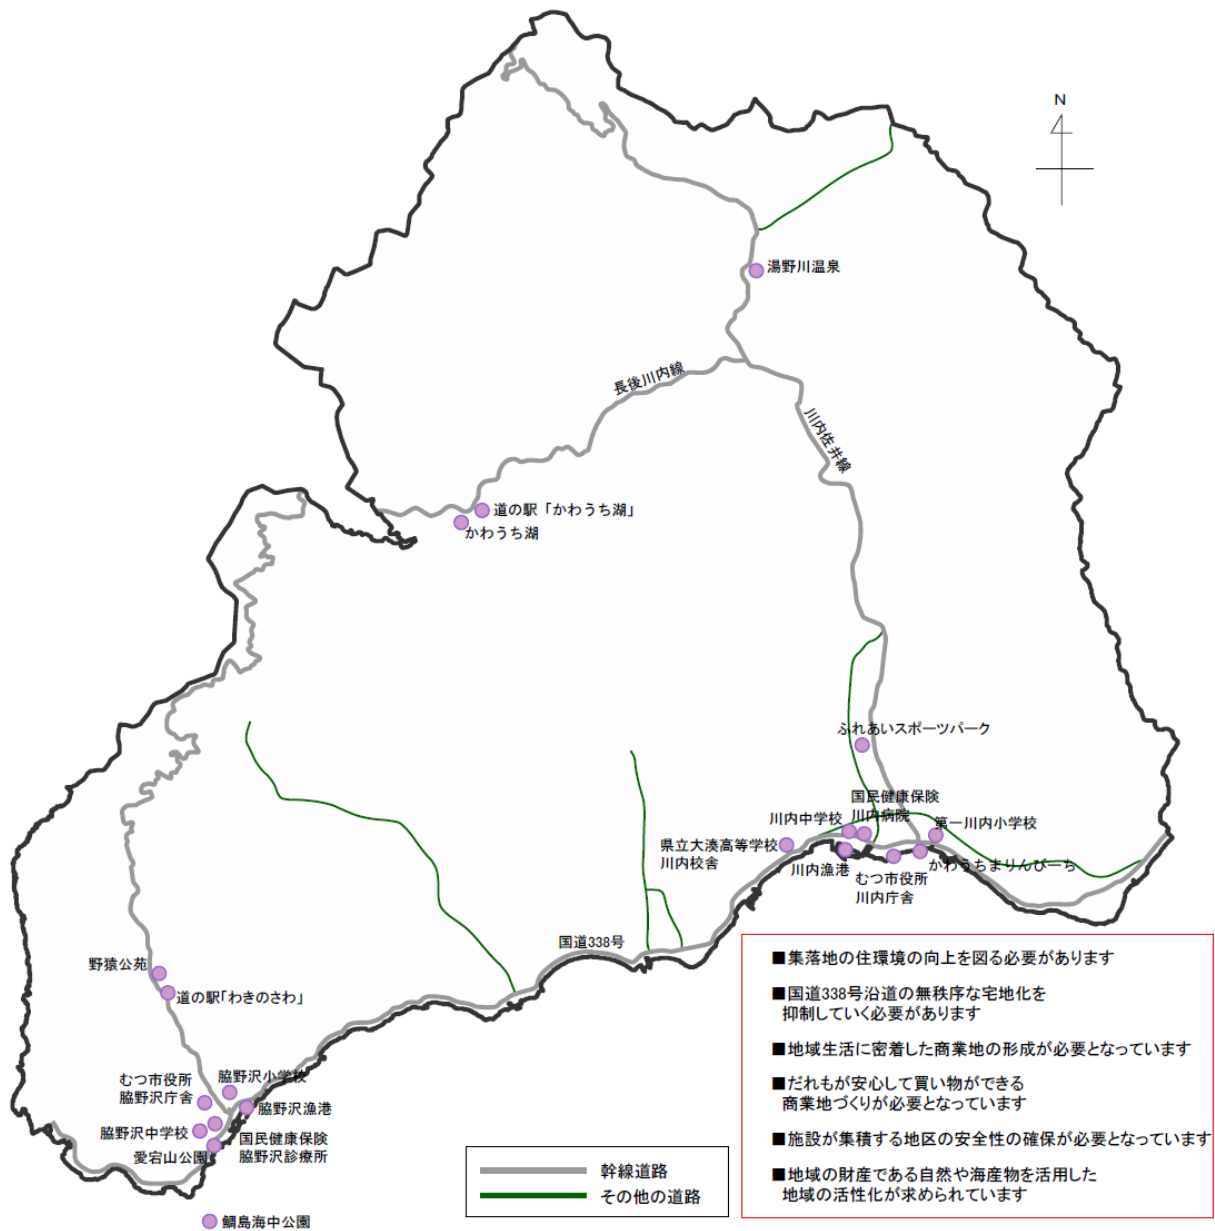 N
湯野川温泉
長後川内線
川内佐井線
道の駅「かわうち湖」
かわうち湖
ふれあいスポーツパーク
国民健康保険
川内病院
川内中学校
第一川内小学校
県立大湊高等学校
川内校舎
川内漁港
かわうちまりんびーち
むつ市役所
川内庁舎
国道338号
野猿公苑
道の駅「わきのさわ」
むつ市役所
脇野沢庁舎
脇野沢小学校
脇野沢漁港
脇野沢中学校
国民健康保険
脇野沢診療所
愛宕山公園
鯛島海中公園
■集落地の住環境の向上を図る必要があります
■国道338号沿道の無秩序な宅地化を
抑制していく必要があります
■地域生活に密着した商業地の形成が必要となっています
■だれもが安心して買い物ができる
商業地づくりが必要となっています
■施設が集積する地区の安全性の確保が必要となっています
■地域の財産である自然や海産物を活用した
地域の活性化が求められています
幹線道路
その他の道路